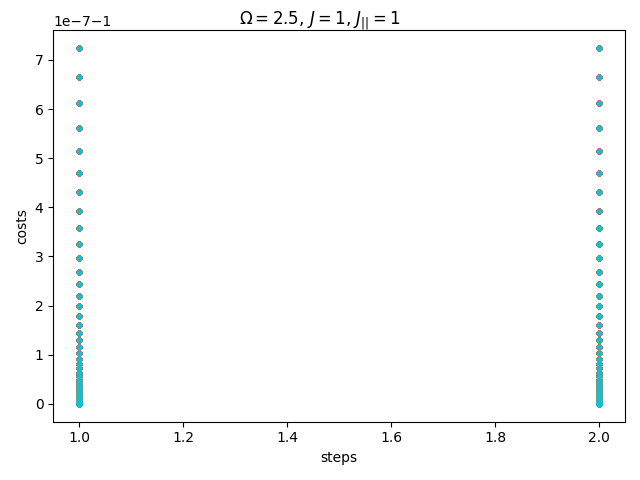 Ω = 2.5, J = 1, J|| = 1
1e−7−1
7
6
5
4
3
2
1
0
costs
1.0 1.2 1.4 1.6 1.8 2.0
steps